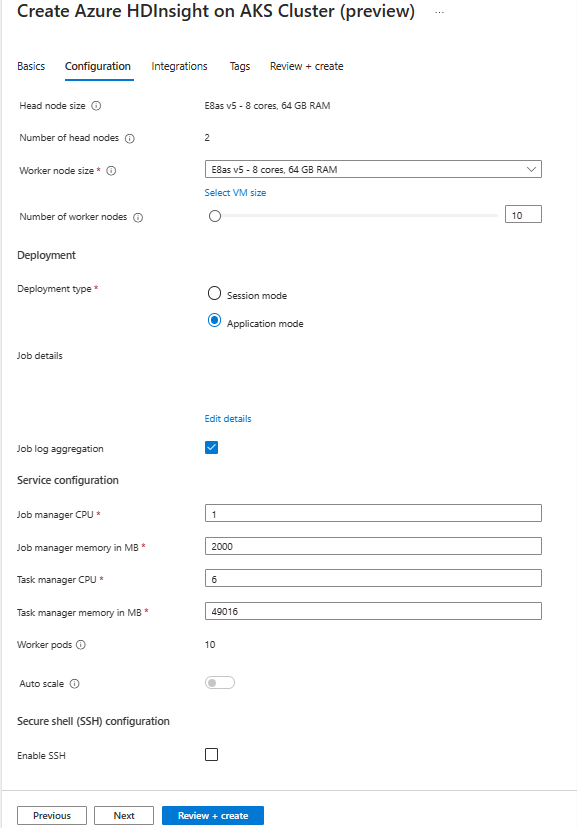 Create Azure HDInsight on AKS Cluster (preview) ...
Basics Configuration Integrations Tags Review + create
Head node size E8as v5 - 8 cores, 64 GB RAM
Number of head nodes 2
Worker node size * E8as v5 - 8 cores, 64 GB RAM
Select VM size
Number of worker nodes 10
Deployment
Deployment type *
Session mode
Application mode
Job details
Edit details
Job log aggregation
Service configuration
Job manager CPU * 1
Job manager memory in MB * 2000
Task manager CPU * 6
Task manager memory in MB * 49016
Worker pods 10
Auto scale
Secure shell (SSH) configuration
Enable SSH
Previous Next Review + create